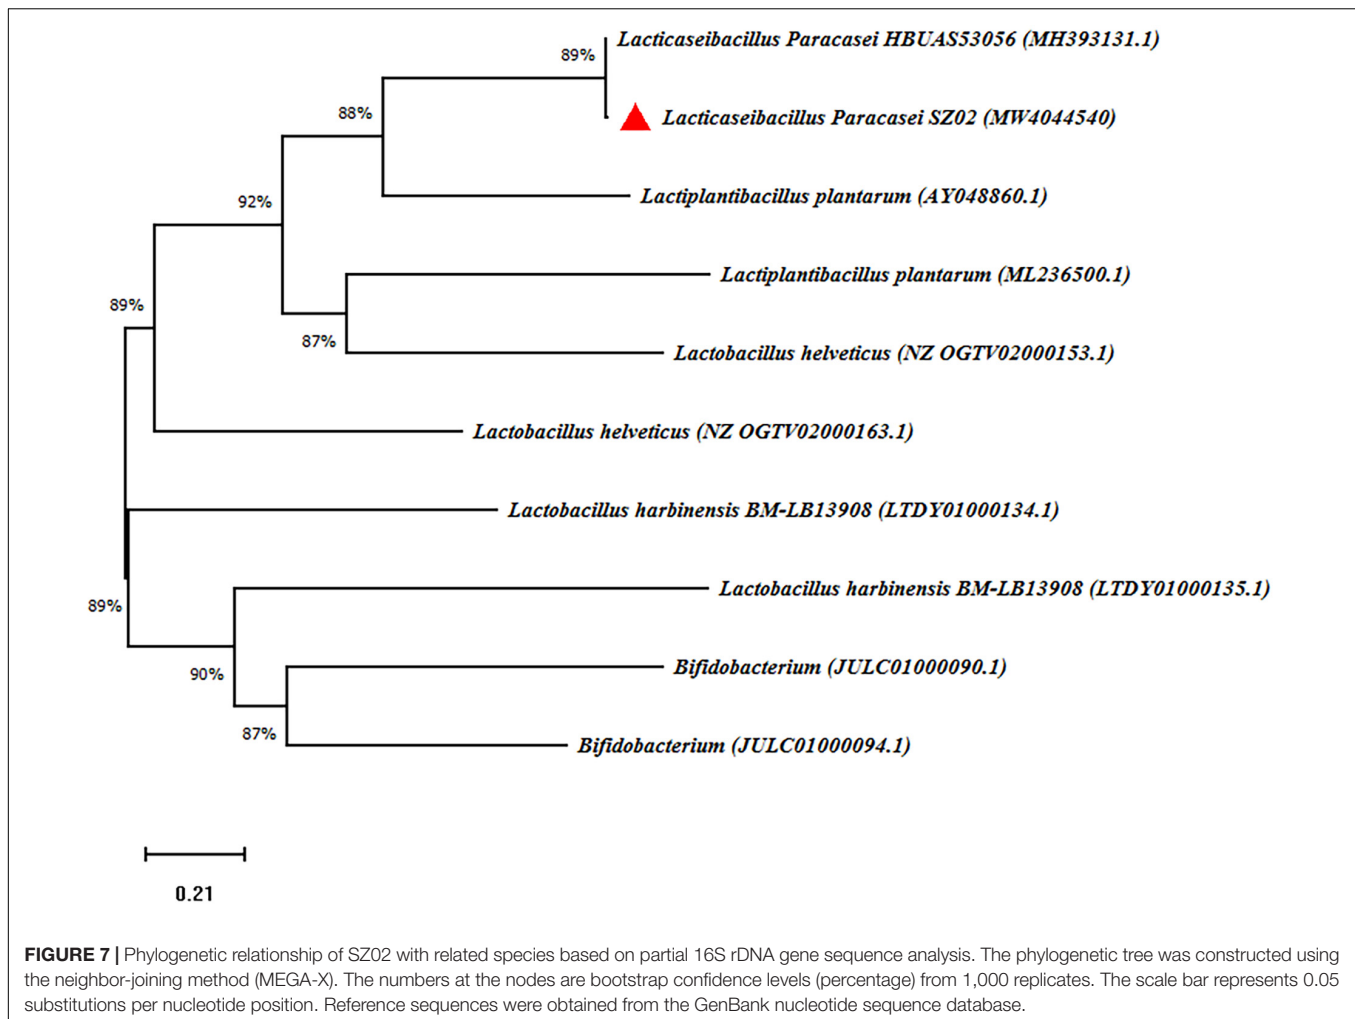 Lacticaseibacillus Paracasei HBUAS53056 (MH393131.1)
89%
88%
Lacticaseibacillus Paracasei SZ02 (MW4044540)
92%
Lactiplantibacillus plantarum (AY048860.1)
Lactiplantibacillus plantarum (ML236500.1)
89%
87%
Lactobacillus helveticus (NZ OGTV02000153.1)
Lactobacillus helveticus (NZ OGTV02000163.1)
Lactobacillus harbinensis BM-LB13908 (LTDY01000134.1)
Lactobacillus harbinensis BM-LB13908 (LTDY01000135.1)
89%
90%
Bifidobacterium (JULC01000090.1)
87%
Bifidobacterium (JULC01000094.1)
0.21
FIGURE 7 | Phylogenetic relationship of SZ02 with related species based on partial 16S rDNA gene sequence analysis. The phylogenetic tree was constructed using
the neighbor-joining method (MEGA-X). The numbers at the nodes are bootstrap confidence levels (percentage) from 1,000 replicates. The scale bar represents 0.05
substitutions per nucleotide position. Reference sequences were obtained from the GenBank nucleotide sequence database.